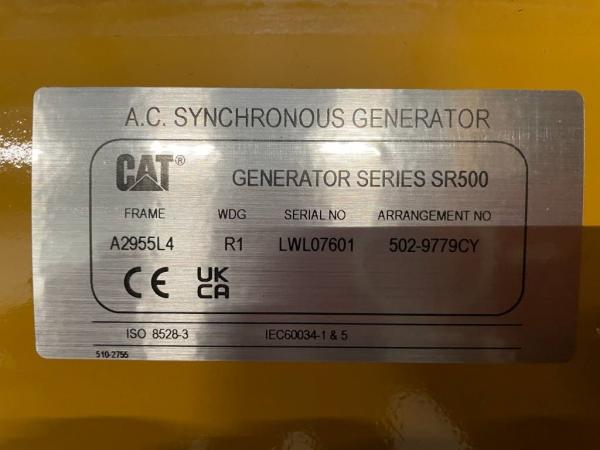 A.C. SYNCHRONOUS GENERATOR
CAT® GENERATOR SERIES SR500
FRAME WDG SERIAL NO ARRANGEMENT NO
A2955L4 R1 LWL07601 502-9779CY
CE UK
CA
ISO 8528-3 IEC60034-1 & 5
510-2755